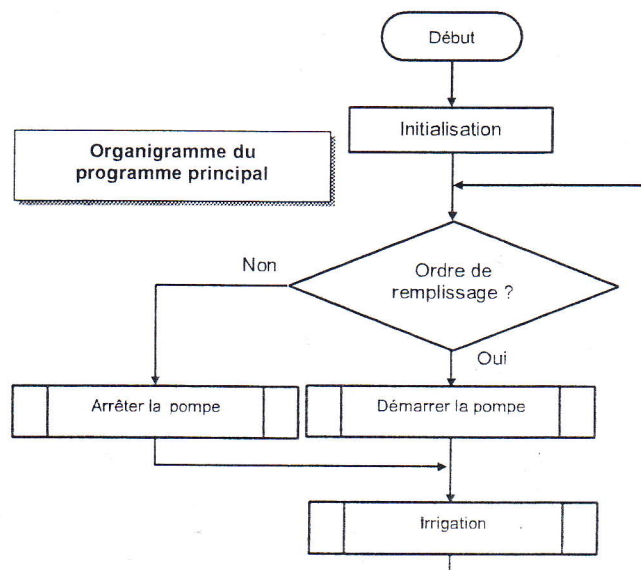 Début
Initialisation
Organigramme du
programme principal
Ordre de
remplissage ?
Non
Oui
Arrêter la pompe
Démarrer la pompe
Irrigation